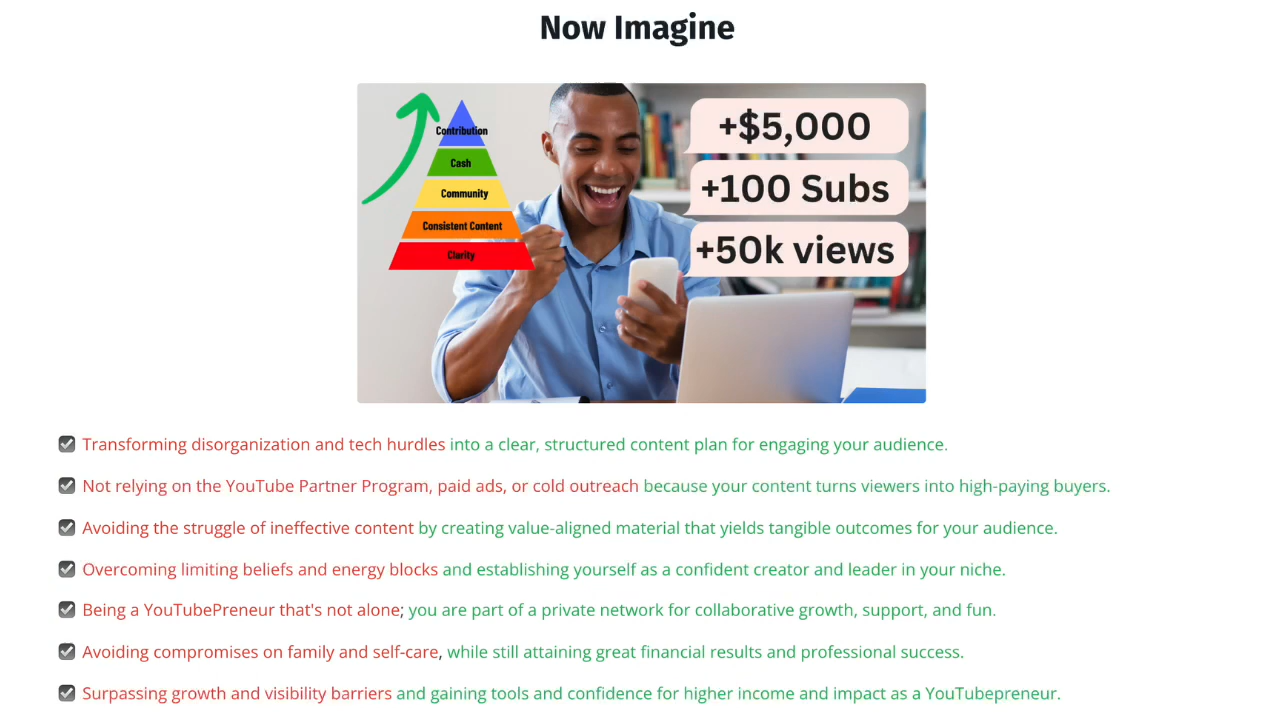 Now Imagine
Contribution
Cash
Community
Consistent Content
Clarity
+$5,000
+100 Subs
+50k views
Transforming disorganization and tech hurdles into a clear, structured content plan for engaging your audience.
Not relying on the YouTube Partner Program, paid ads, or cold outreach because your content turns viewers into high-paying buyers.
Avoiding the struggle of ineffective content by creating value-aligned material that yields tangible outcomes for your audience.
Overcoming limiting beliefs and energy blocks and establishing yourself as a confident creator and leader in your niche.
Being a YouTubePreneur that's not alone; you are part of a private network for collaborative growth, support, and fun.
Avoiding compromises on family and self-care, while still attaining great financial results and professional success.
Surpassing growth and visibility barriers and gaining tools and confidence for higher income and impact as a YouTubepreneur.